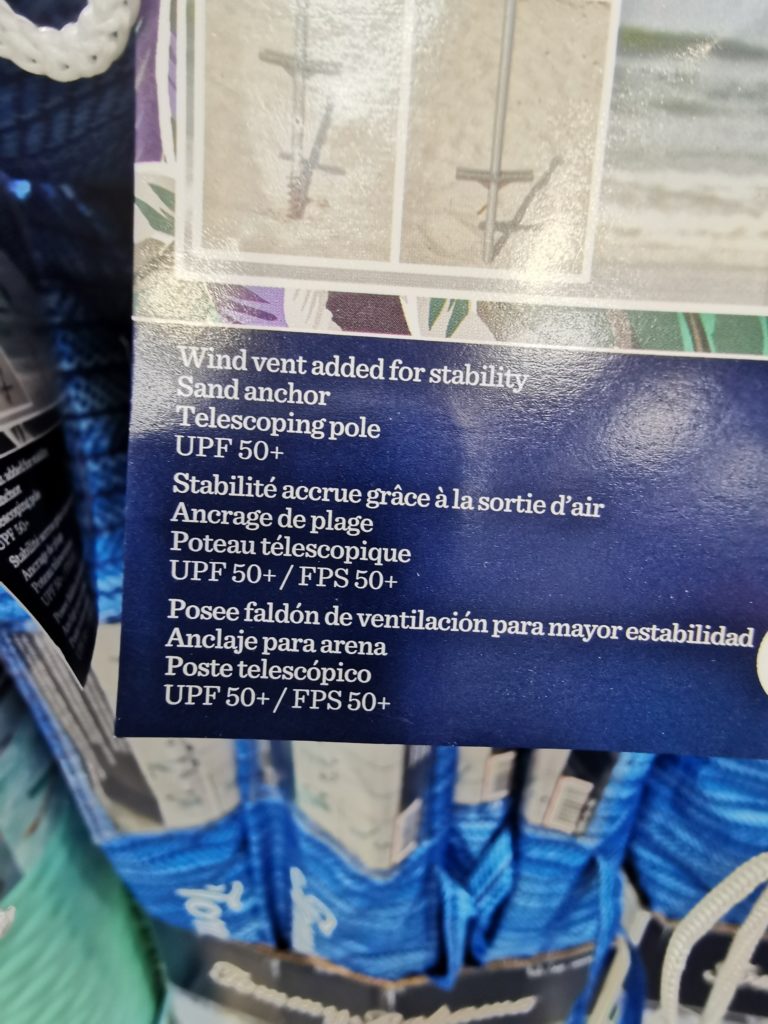 Wind vent added for stability
Sand anchor
Telescoping pole
UPF 50+
Stabilité accrue grâce à la sortie d'air
Ancrage de plage
Poteau télescopique
UPF 50+ / FPS 50+
Posee faldón de ventilación para mayor estabilidad
Anclaje para arena
Poste telescópico
UPF 50+ / FPS 50+
Tommy Bahama